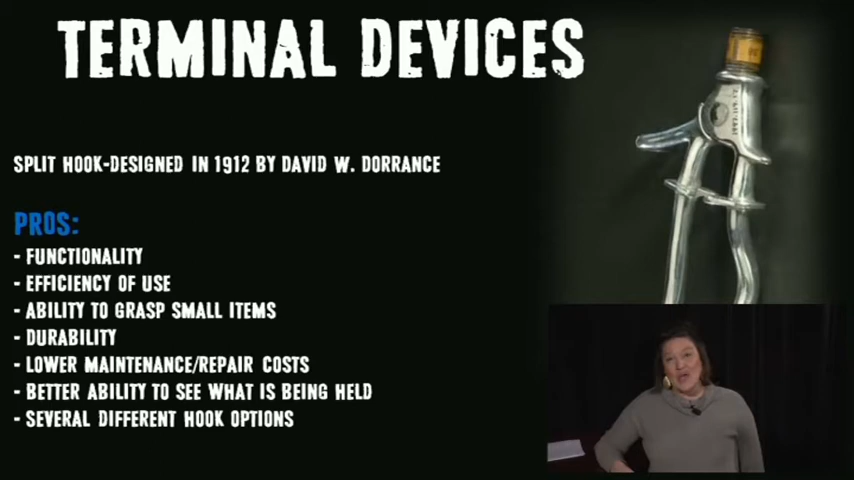 TERMINAL DEVICES
SPLIT HOOK-DESIGNED IN 1912 BY DAVID W. DORRANCE
PROS:
- FUNCTIONALITY
- EFFICIENCY OF USE
- ABILITY TO GRASP SMALL ITEMS
- DURABILITY
- LOWER MAINTENANCE/REPAIR COSTS
- BETTER ABILITY TO SEE WHAT IS BEING HELD
- SEVERAL DIFFERENT HOOK OPTIONS